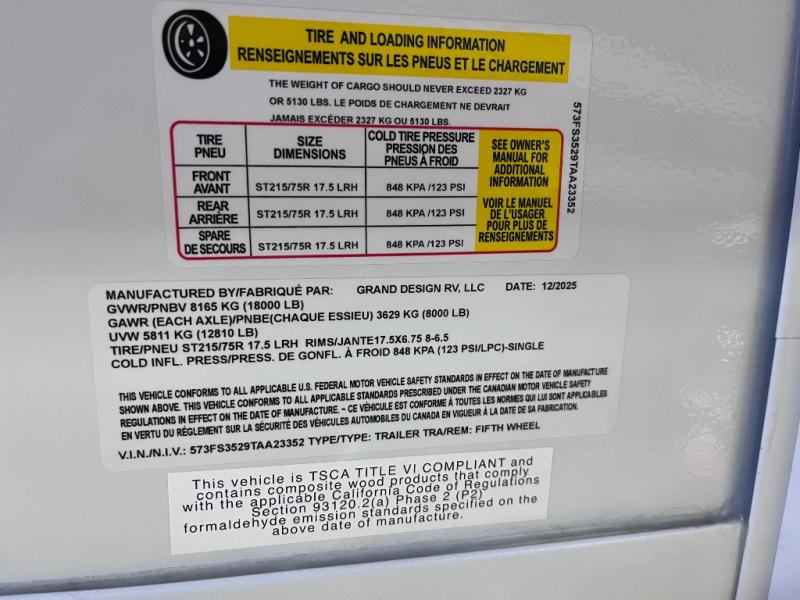 TIRE AND LOADING INFORMATION
RENSEIGNEMENTS SUR LES PNEUS ET LE CHARGEMENT
THE WEIGHT OF CARGO SHOULD NEVER EXCEED 2327 KG
OR 5130 LBS. LE POIDS DE CHARGEMENT NE DEVRAIT
JAMAIS EXCÉDER 2327 KG OU 5130 LBS.
TIRE
PNEU
SIZE
DIMENSIONS
COLD TIRE PRESSURE
PRESSION DES
PNEUS À FROID
SEE OWNER'S
MANUAL FOR
ADDITIONAL
INFORMATION
VOIR LE MANUEL
DE L'USAGER
POUR PLUS DE
RENSEIGNEMENTS
FRONT
AVANT
ST215/75R 17.5 LRH
848 KPA /123 PSI
REAR
ARRIÈRE
ST215/75R 17.5 LRH
848 KPA /123 PSI
SPARE
DE SECOURS
ST215/75R 17.5 LRH
848 KPA /123 PSI
573FS3529TAA23352
MANUFACTURED BY/FABRIQUÉ PAR: GRAND DESIGN RV, LLC DATE: 12/2025
GVWR/PNBV 8165 KG (18000 LB)
GAWR (EACH AXLE)/PNBE(CHAQUE ESSIEU) 3629 KG (8000 LB)
UVW 5811 KG (12810 LB)
TIRE/PNEU ST215/75R 17.5 LRH RIMS/JANTE17.5X6.75 8-6.5
COLD INFL. PRESS/PRESS. DE GONFL. À FROID 848 KPA (123 PSI/LPC)-SINGLE
THIS VEHICLE CONFORMS TO ALL APPLICABLE U.S. FEDERAL MOTOR VEHICLE SAFETY STANDARDS IN EFFECT ON THE DATE OF MANUFACTURE
SHOWN ABOVE. THIS VEHICLE CONFORMS TO ALL APPLICABLE STANDARDS PRESCRIBED UNDER THE CANADIAN MOTOR VEHICLE SAFETY
REGULATIONS IN EFFECT ON THE DATE OF MANUFACTURE. – CE VÉHICULE EST CONFORME À TOUTES LES NORMES QUI LUI SONT APPLICABLES
EN VERTU DU RÉGLEMENT SUR LA SÉCURITÉ DES VÉHICULES AUTOMOBILES DU CANADA EN VIGUEUR À LA DATE DE SA FABRICATION.
V.I.N./N.I.V.: 573FS3529TAA23352 TYPE/TYPE: TRAILER TRA/REM: FIFTH WHEEL
This vehicle is TSCA TITLE VI COMPLIANT and
contains composite wood products that comply
with the applicable California Code of Regulations
Section 93120.2(a) Phase 2 (P2)
formaldehyde emission standards specified on the
above date of manufacture.